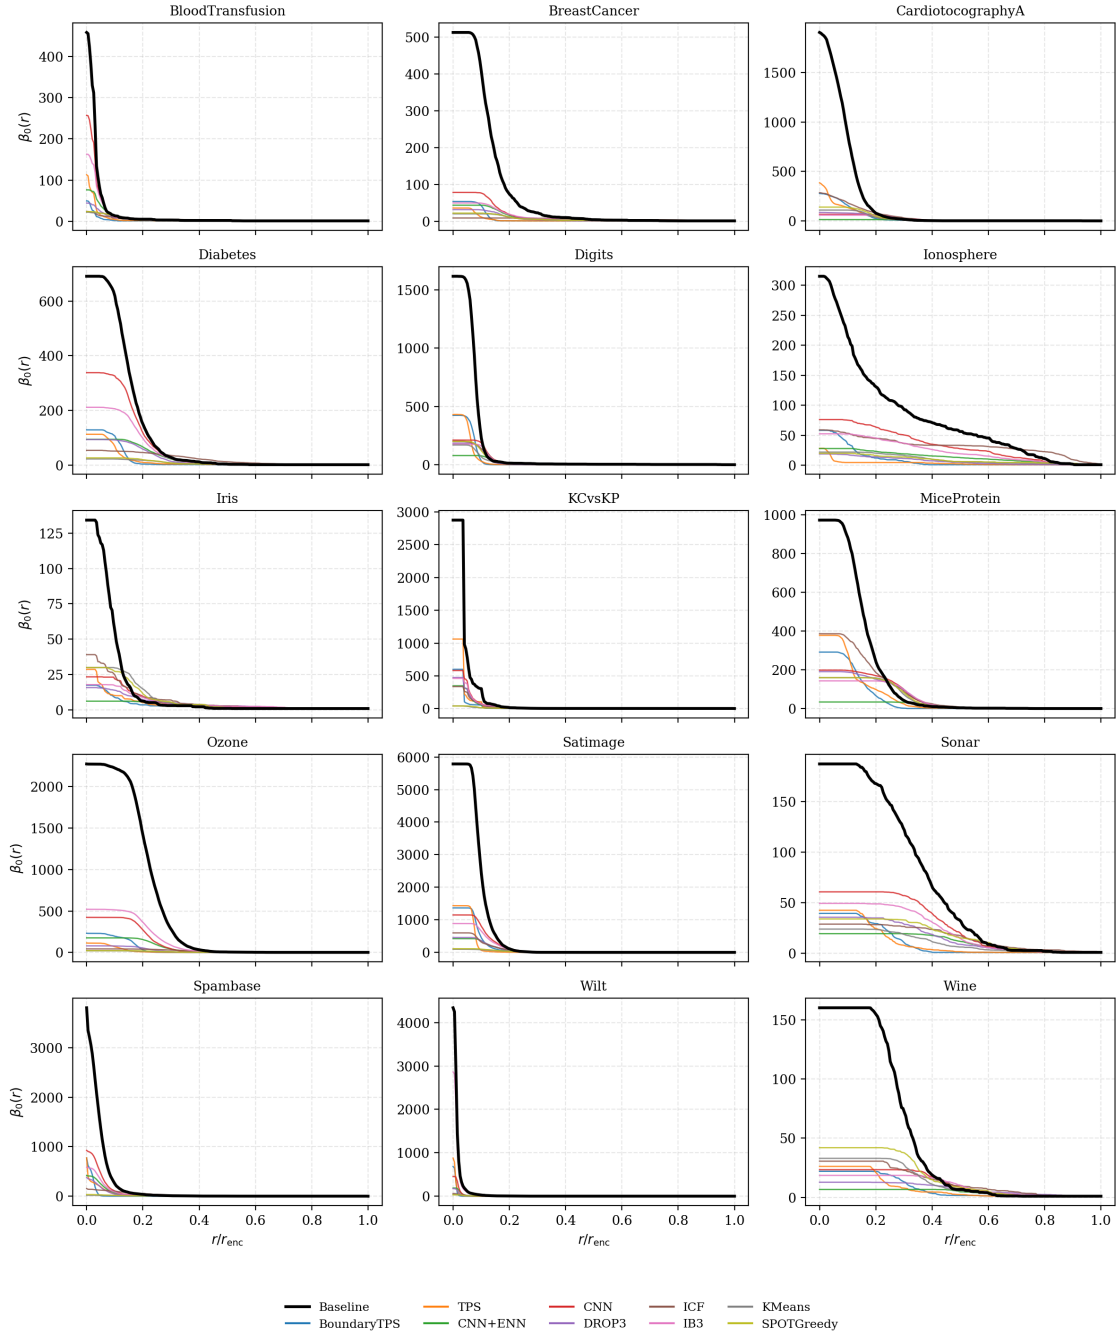 BloodTransfusion
BreastCancer
CardiotocographyA
β0(r)
400
300
200
100
0
500
400
300
200
100
0
1500
1000
500
0
Diabetes
Digits
Ionosphere
β0(r)
600
400
200
0
1500
1000
500
0
300
250
200
150
100
50
0
Iris
KCvsKP
MiceProtein
β0(r)
125
100
75
50
25
0
3000
2500
2000
1500
1000
500
0
1000
800
600
400
200
0
Ozone
Satimage
Sonar
β0(r)
2000
1500
1000
500
0
6000
5000
4000
3000
2000
1000
0
150
100
50
0
Spambase
Wilt
Wine
β0(r)
3000
2000
1000
0
4000
3000
2000
1000
0
150
100
50
0
0.0 0.2 0.4 0.6 0.8 1.0
0.0 0.2 0.4 0.6 0.8 1.0
0.0 0.2 0.4 0.6 0.8 1.0
r/renc
r/renc
r/renc
Baseline TPS CNN ICF KMeans
BoundaryTPS CNN+ENN DROP3 IB3 SPOTGreedy